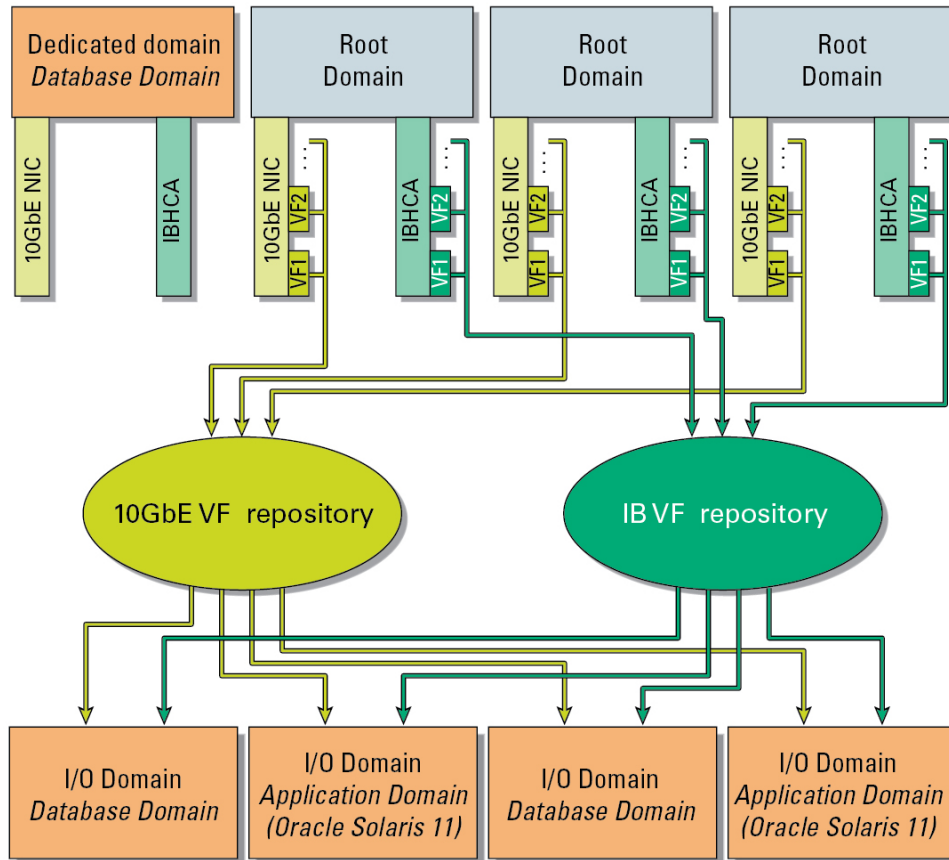 Dedicated domain
Database Domain
Root
Domain
Root
Domain
Root
Domain
10GbE NIC
IBHCA
10GbE NIC
VF2
VF1
....
IBHCA
VF2
VF1
....
10GbE NIC
VF2
VF1
....
IBHCA
VF2
VF1
....
10GbE NIC
VF2
VF1
....
IBHCA
VF2
VF1
....
10GbE VF repository
IB VF repository
I/O Domain
Database Domain
I/O Domain
Application Domain
(Oracle Solaris 11)
I/O Domain
Database Domain
I/O Domain
Application Domain
(Oracle Solaris 11)